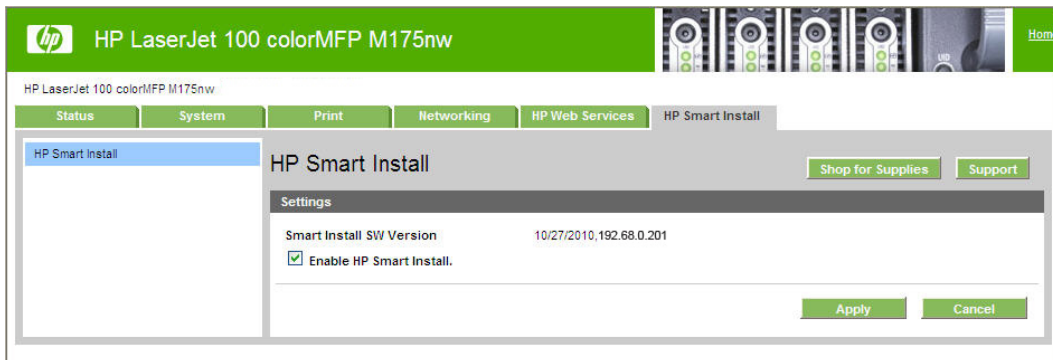 hp
HP LaserJet 100 colorMFP M175nw
UID
HP LaserJet 100 colorMFP M175nw
Status System Print Networking HP Web Services HP Smart Install
HP Smart Install
HP Smart Install
Shop for Supplies Support
Settings
Smart Install SW Version 10/27/2010,192.68.0.201
Enable HP Smart Install.
Apply Cancel